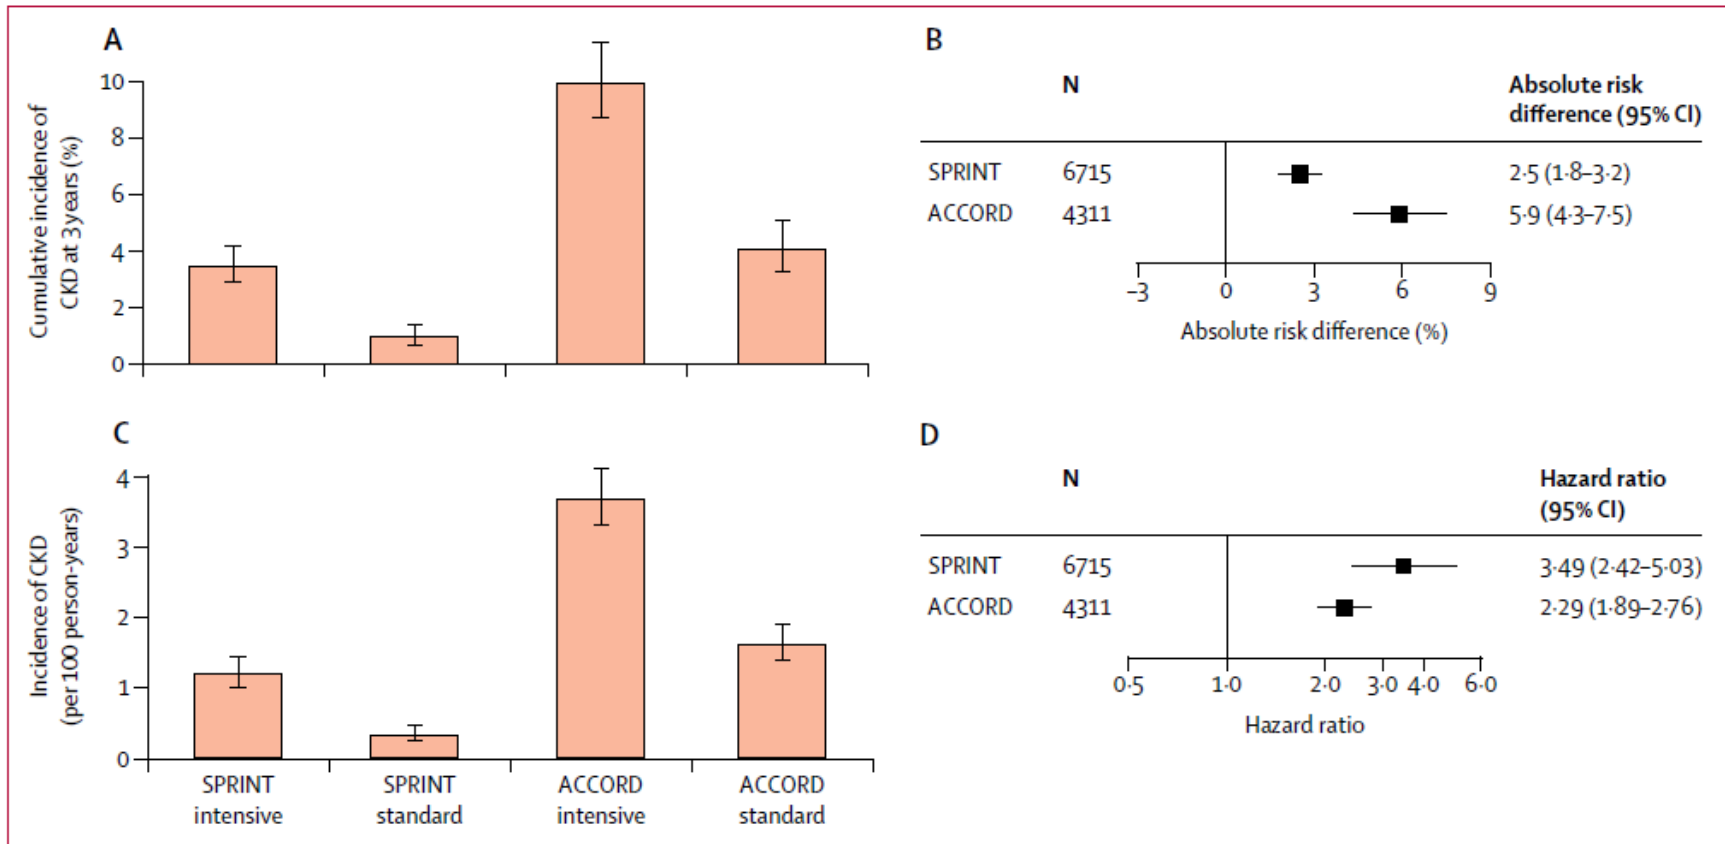 A
Cumulative incidence of
CKD at 3 years (%)
10
8
6
4
2
0
B
N
Absolute risk
difference (95% CI)
SPRINT 6715 2·5 (1·8–3·2)
ACCORD 4311 5·9 (4·3–7·5)
–3 0 3 6 9
Absolute risk difference (%)
C
Incidence of CKD
(per 100 person-years)
4
3
2
1
0
SPRINT intensive
SPRINT standard
ACCORD intensive
ACCORD standard
D
N
Hazard ratio
(95% CI)
SPRINT 6715 3·49 (2·42–5·03)
ACCORD 4311 2·29 (1·89–2·76)
0·5 1·0 2·0 3·0 4·0 6·0
Hazard ratio